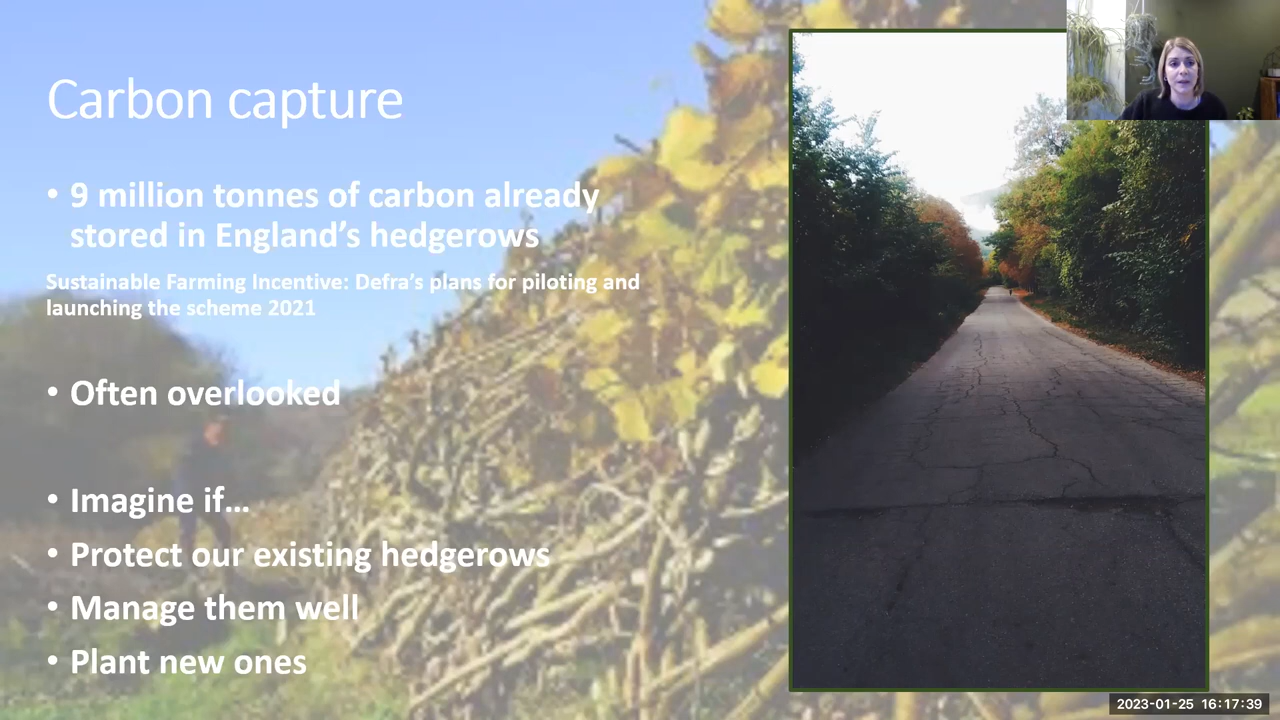 Carbon capture
• 9 million tonnes of carbon already
stored in England’s hedgerows
Sustainable Farming Incentive: Defra’s plans for piloting and
launching the scheme 2021
• Often overlooked
• Imagine if…
• Protect our existing hedgerows
• Manage them well
• Plant new ones
2023-01-25 16:17:39